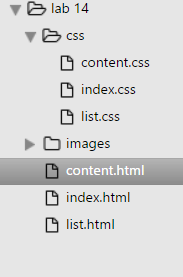 lab 14
css
content.css
index.css
list.css
images
content.html
index.html
list.html